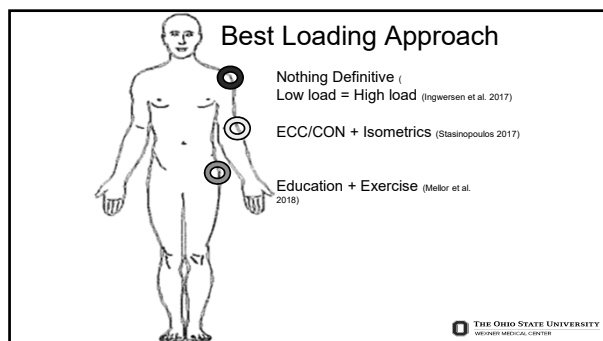 Best Loading Approach
Nothing Definitive (
Low load = High load (Ingwersen et al. 2017)
ECC/CON + Isometrics (Stasinopoulos 2017)
Education + Exercise (Mellor et al.
2018)
THE OHIO STATE UNIVERSITY
WEXNER MEDICAL CENTER